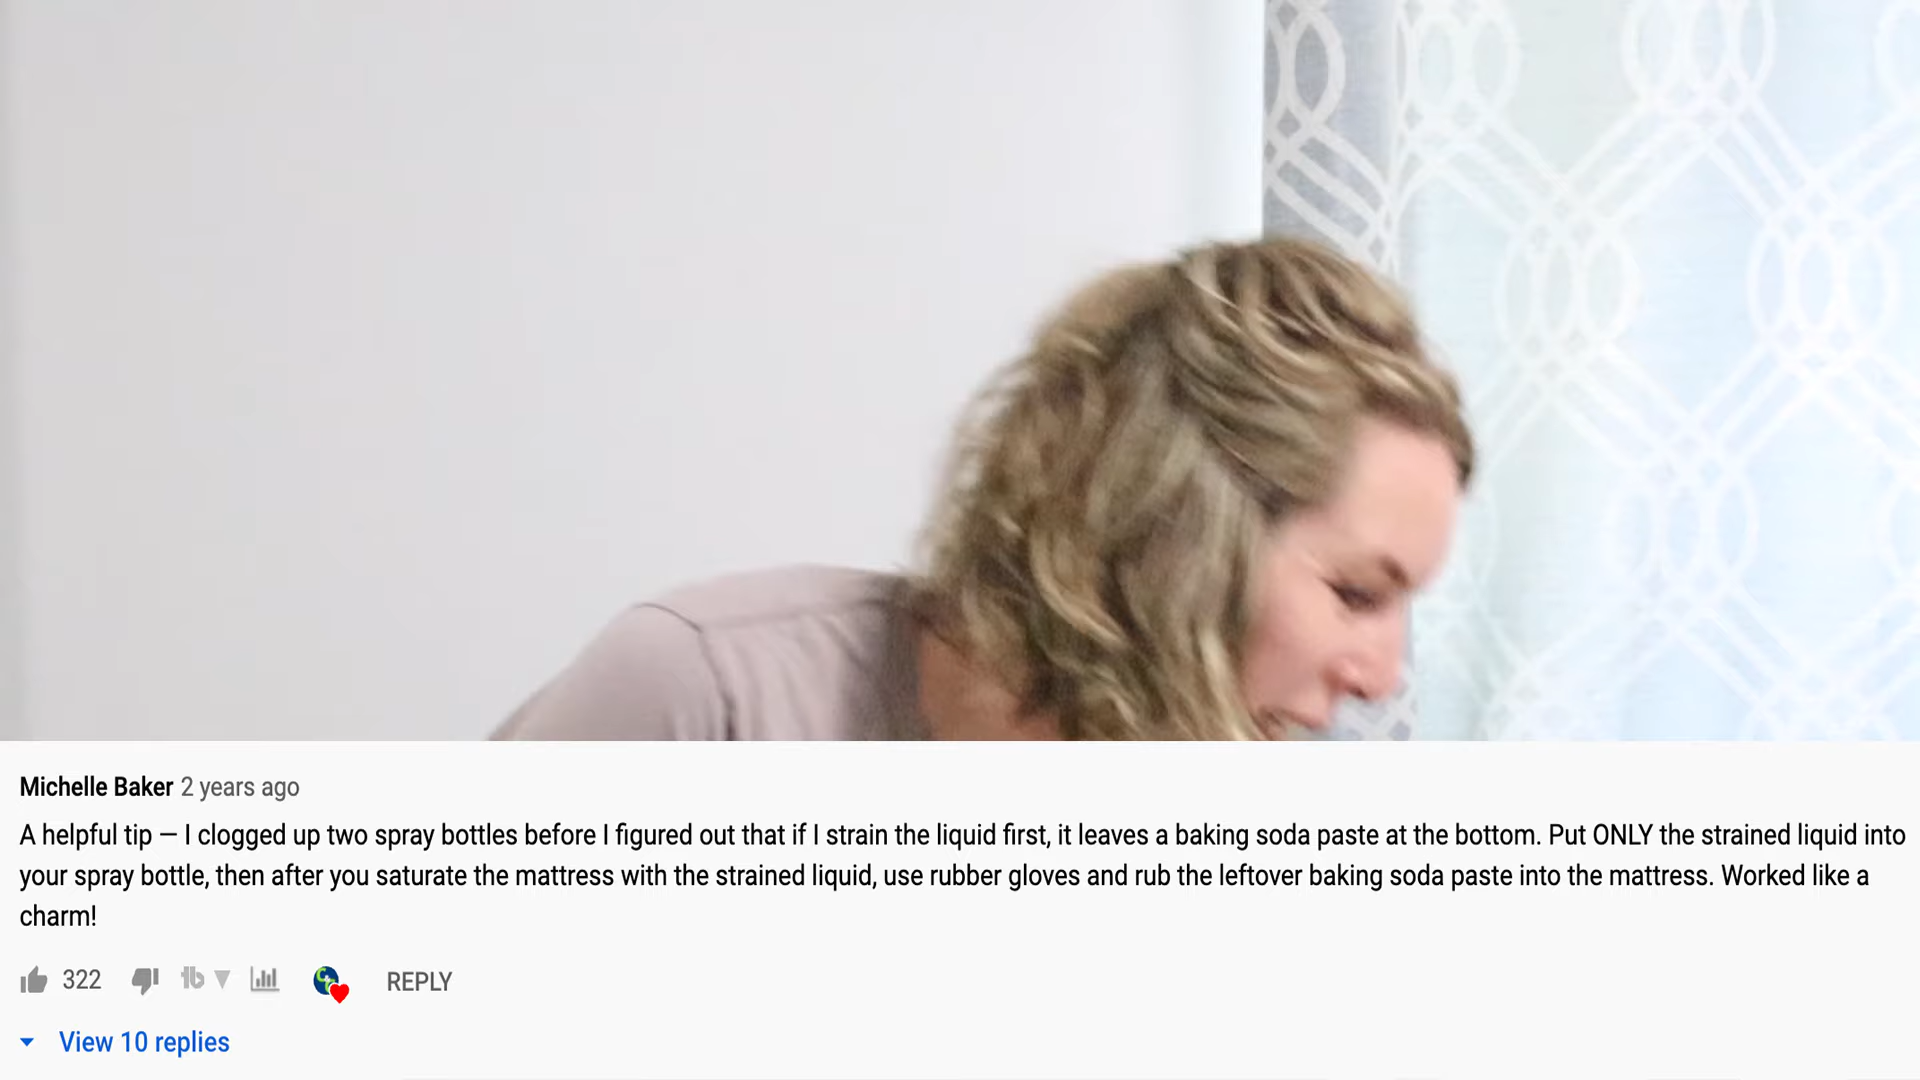 Michelle Baker 2 years ago
A helpful tip — I clogged up two spray bottles before I figured out that if I strain the liquid first, it leaves a baking soda paste at the bottom. Put ONLY the strained liquid into
your spray bottle, then after you saturate the mattress with the strained liquid, use rubber gloves and rub the leftover baking soda paste into the mattress. Worked like a
charm!
322 REPLY
View 10 replies